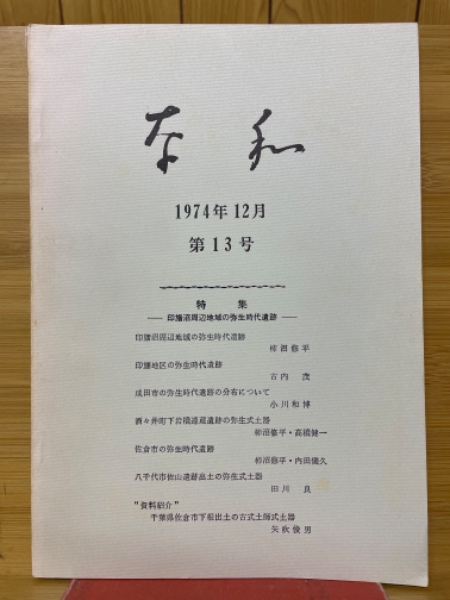 奈和
1974年12月
第13号
特集
― 印旛沼周辺地域の弥生時代遺跡 ―
印旛沼周辺地域の弥生時代遺跡
柿沼修平
印旛地区の弥生時代遺跡
古内茂
成田市の弥生時代遺跡の分布について
小川和博
酒々井町下岩橋遺蔵遺跡の弥生式土器
柿沼修平・高橋健一
佐倉市の弥生時代遺跡
柿沼修平・内田儀久
八千代市佐山遺跡出土の弥生式土器
田川良
"資料紹介"
千葉県佐倉市下根出土の古式土師式土器
矢吹俊男